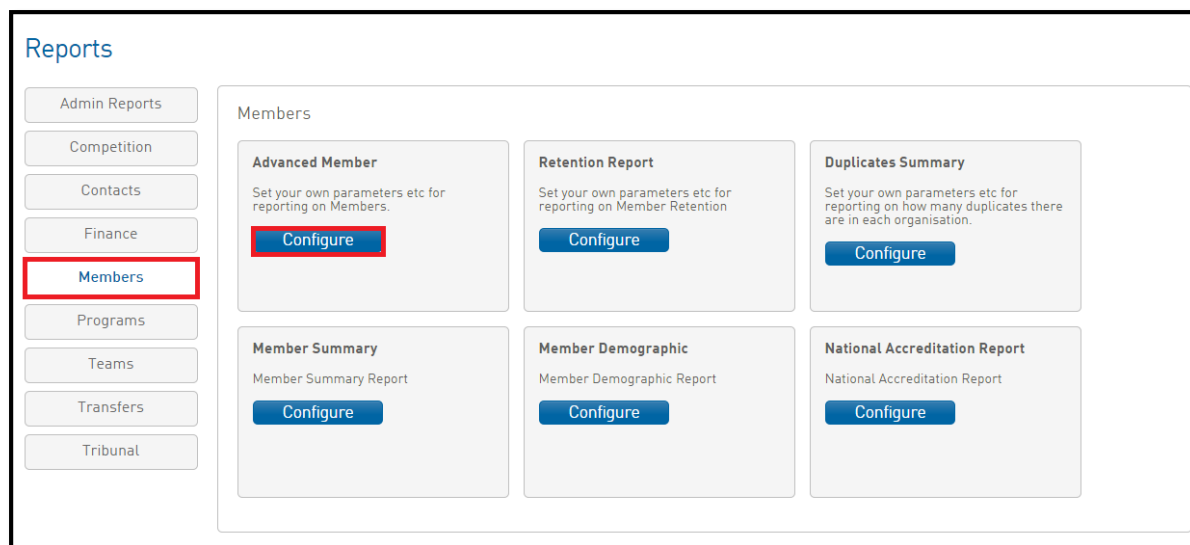 Reports
Admin Reports
Competition
Contacts
Finance
Members
Programs
Teams
Transfers
Tribunal
Members
Advanced Member
Set your own parameters etc for
reporting on Members.
Configure
Retention Report
Set your own parameters etc for
reporting on Member Retention
Configure
Duplicates Summary
Set your own parameters etc for
reporting on how many duplicates there
are in each organisation.
Configure
Member Summary
Member Summary Report
Configure
Member Demographic
Member Demographic Report
Configure
National Accreditation Report
National Accreditation Report
Configure